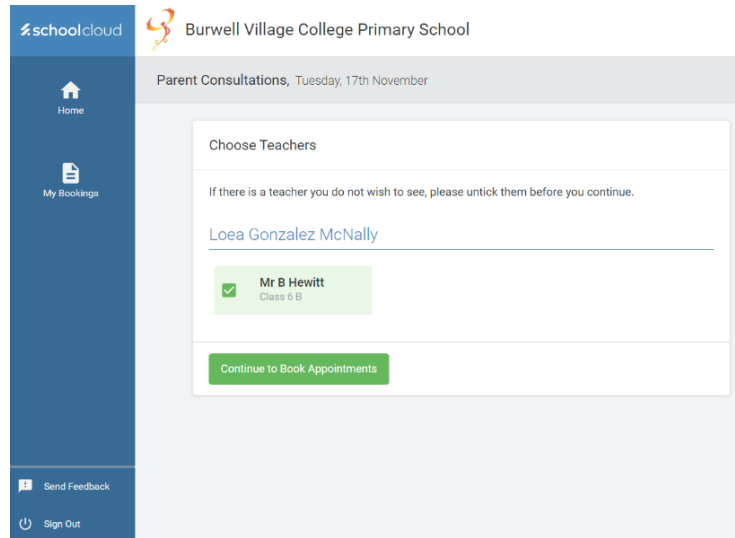 schoolcloud
Burwell Village College Primary School
Home
My Bookings
Parent Consultations, Tuesday, 17th November
Choose Teachers
If there is a teacher you do not wish to see, please untick them before you continue.
Loea Gonzalez McNally
Mr B Hewitt
Class 6 B
Continue to Book Appointments
Send Feedback
Sign Out